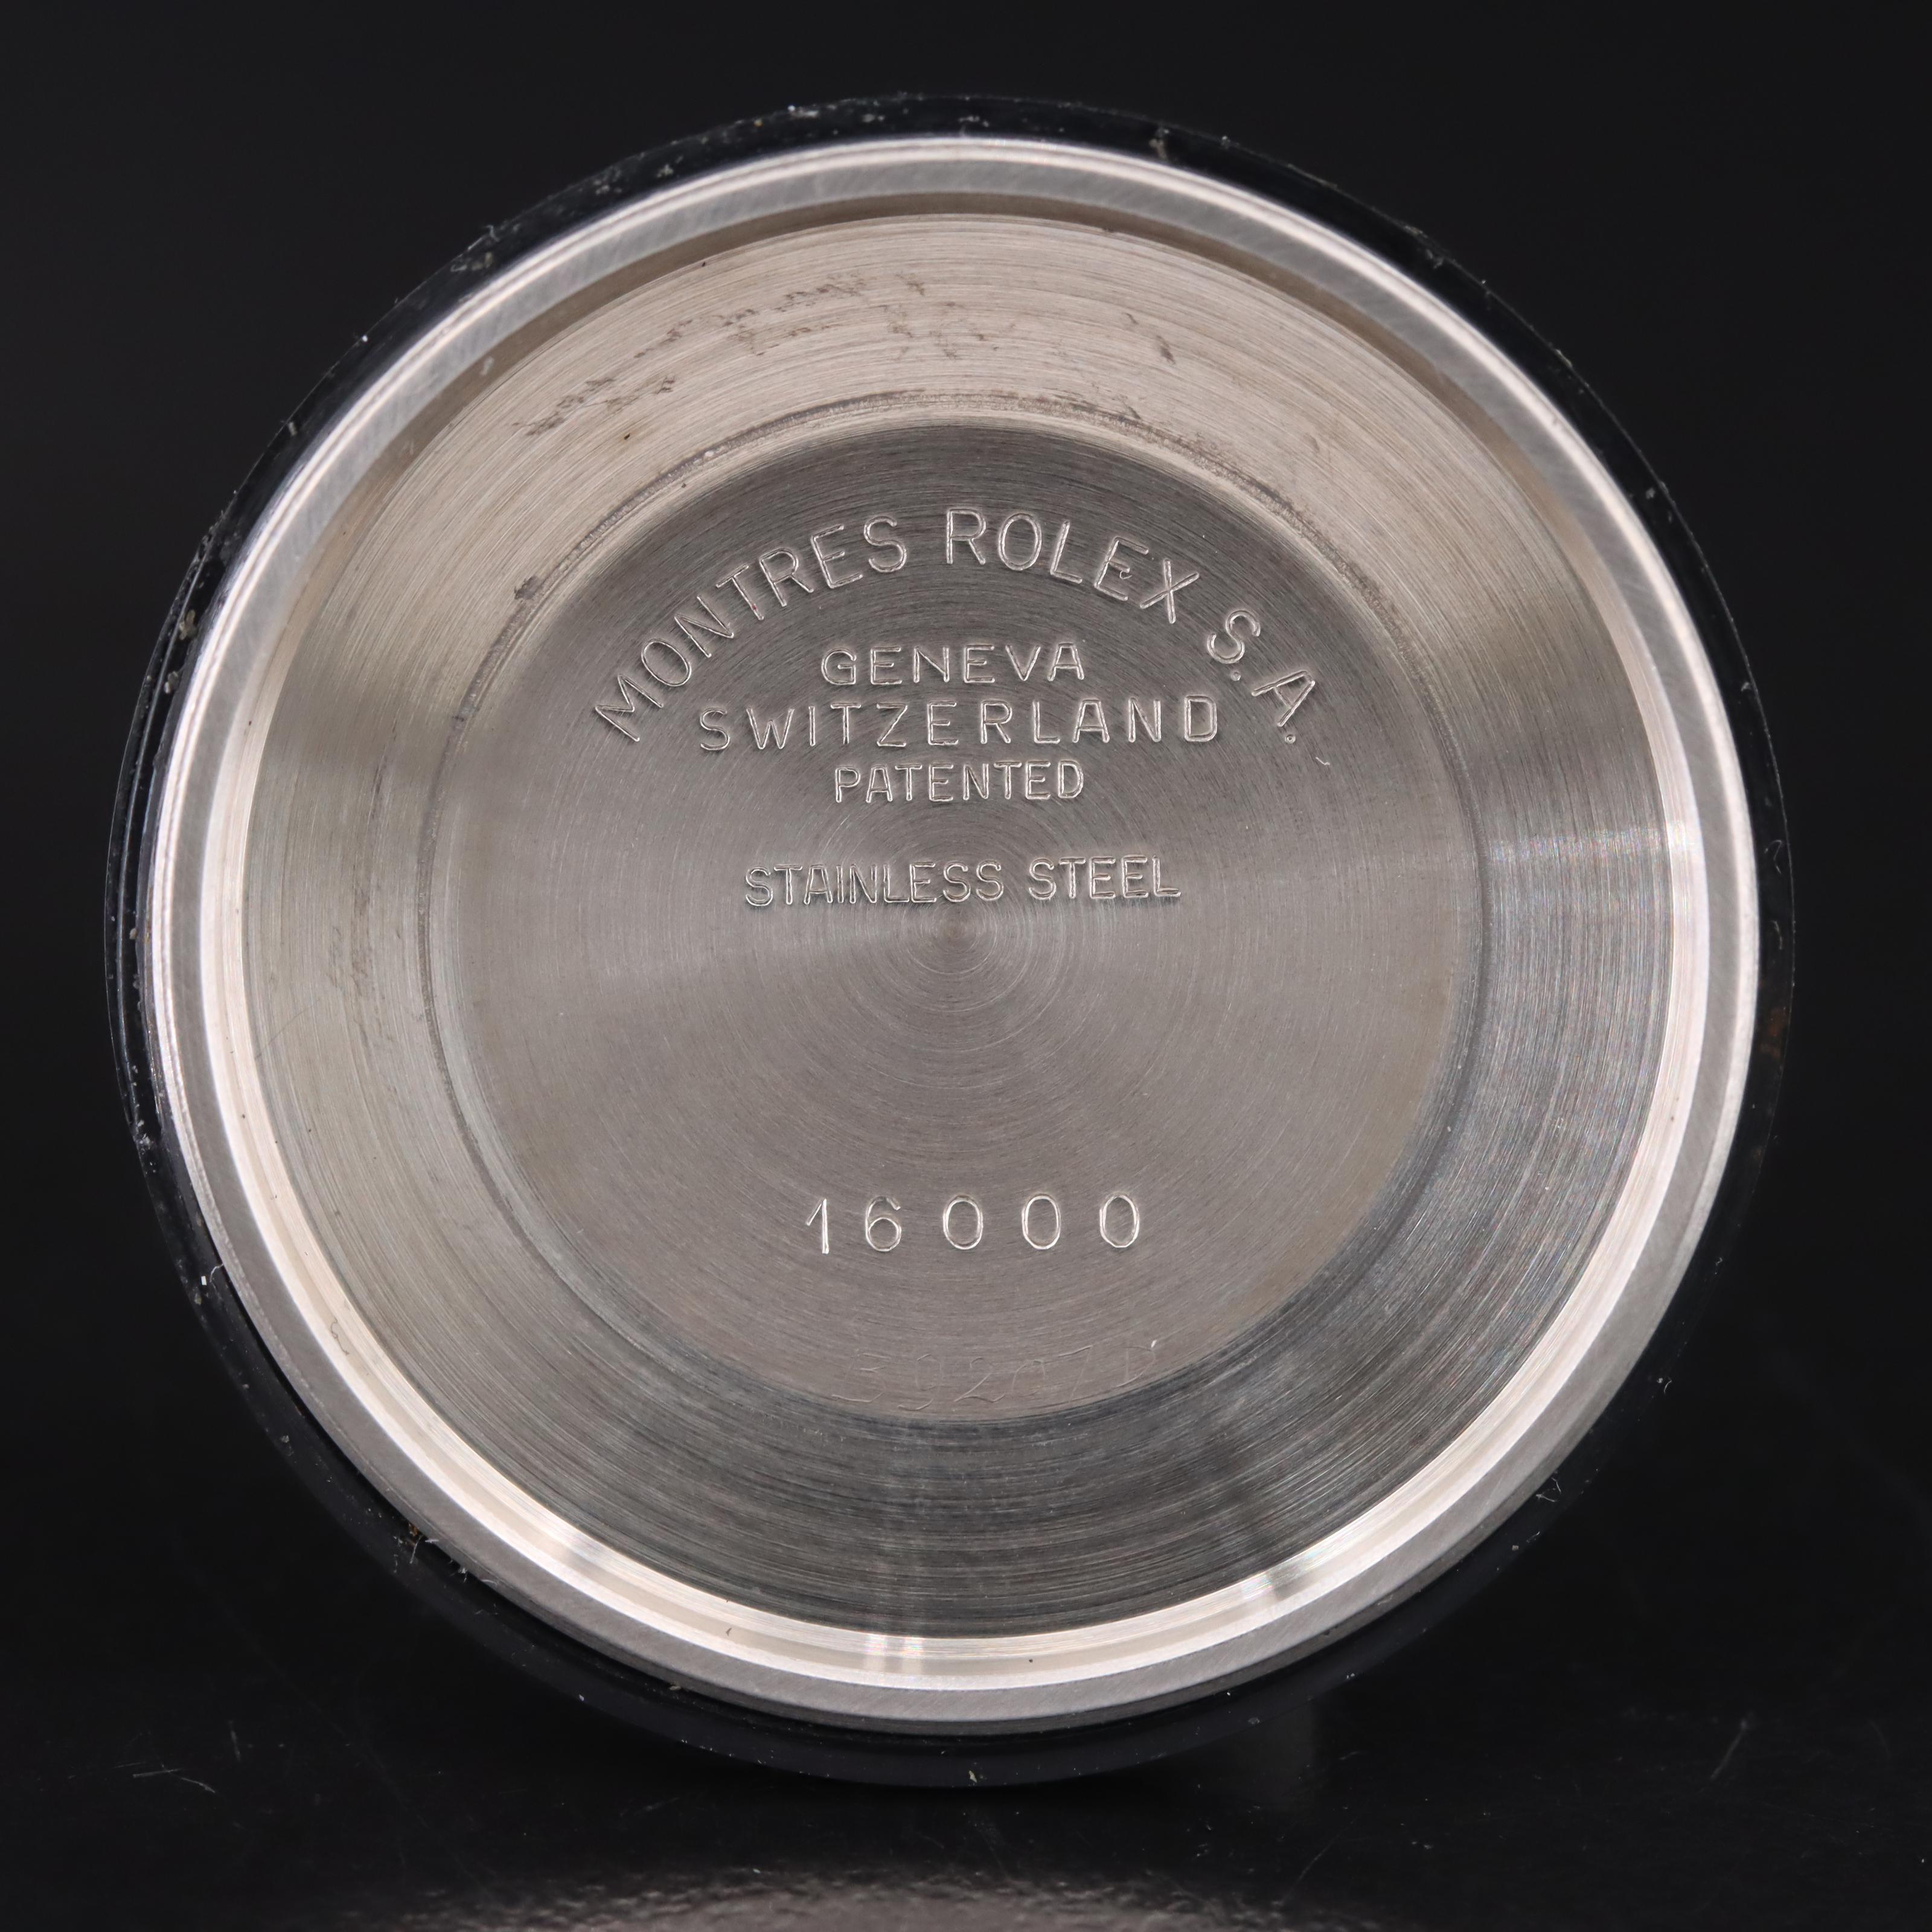 MONTRES ROLEX S.A.
GENEVA
SWITZERLAND
PATENTED
STAINLESS STEEL
16000